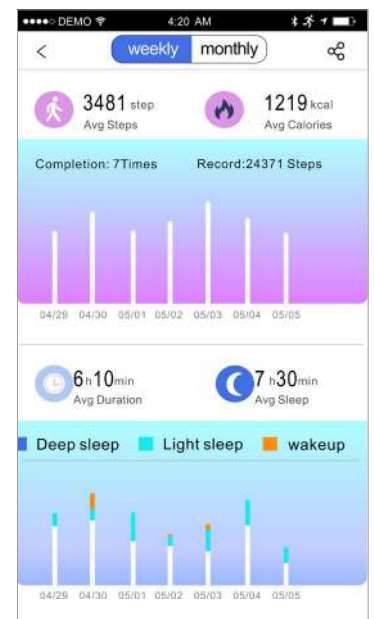 DEMO 4:20 AM
weekly monthly
3481 step
Avg Steps
1219 kcal
Avg Calories
Completion: 7Times Record:24371 Steps
04/29 04/30 05/01 05/02 05/03 05/04 05/05
6h10min
Avg Duration
7 h30min
Avg Sleep
Deep sleep Light sleep wakeup
04/29 04/30 05/01 05/02 05/03 05/04 05/05